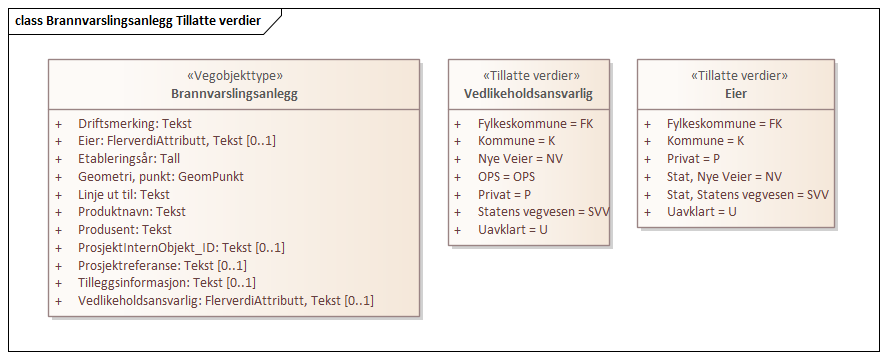 class Brannvarslingsanlegg Tillatte verdier
«Vegobjekttype»
Brannvarslingsanlegg
+ Driftsmerking: Tekst
+ Eier: FlerverdiAttributt, Tekst [0..1]
+ Etableringsår: Tall
+ Geometri, punkt: GeomPunkt
+ Linje ut til: Tekst
+ Produktnavn: Tekst
+ Produsent: Tekst
+ ProsjektInternObjekt_ID: Tekst [0..1]
+ Prosjektreferanse: Tekst [0..1]
+ Tilleggsinformasjon: Tekst [0..1]
+ Vedlikeholdsansvarlig: FlerverdiAttributt, Tekst [0..1]
«Tillatte verdier»
Vedlikeholdsansvarlig
+ Fylkeskommune = FK
+ Kommune = K
+ Nye Veier = NV
+ OPS = OPS
+ Privat = P
+ Statens vegvesen = SVV
+ Uavklart = U
«Tillatte verdier»
Eier
+ Fylkeskommune = FK
+ Kommune = K
+ Privat = P
+ Stat, Nye Veier = NV
+ Stat, Statens vegvesen = SVV
+ Uavklart = U